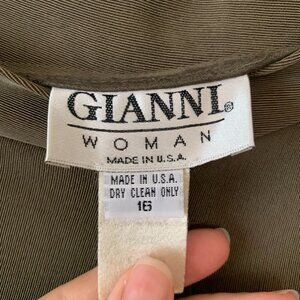 GIANNI®
WOMAN
MADE IN U.S.A.
MADE IN U.S.A.
DRY CLEAN ONLY
16